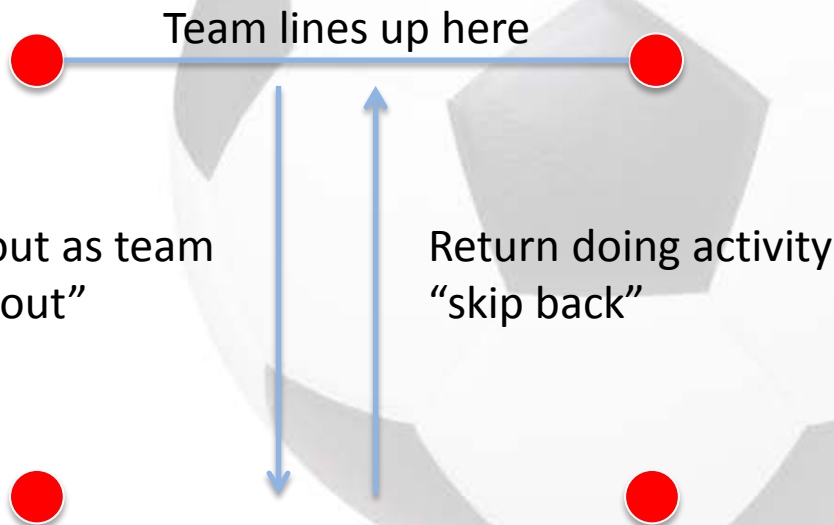 Team lines up here
out as team
out”
Return doing activity
“skip back”